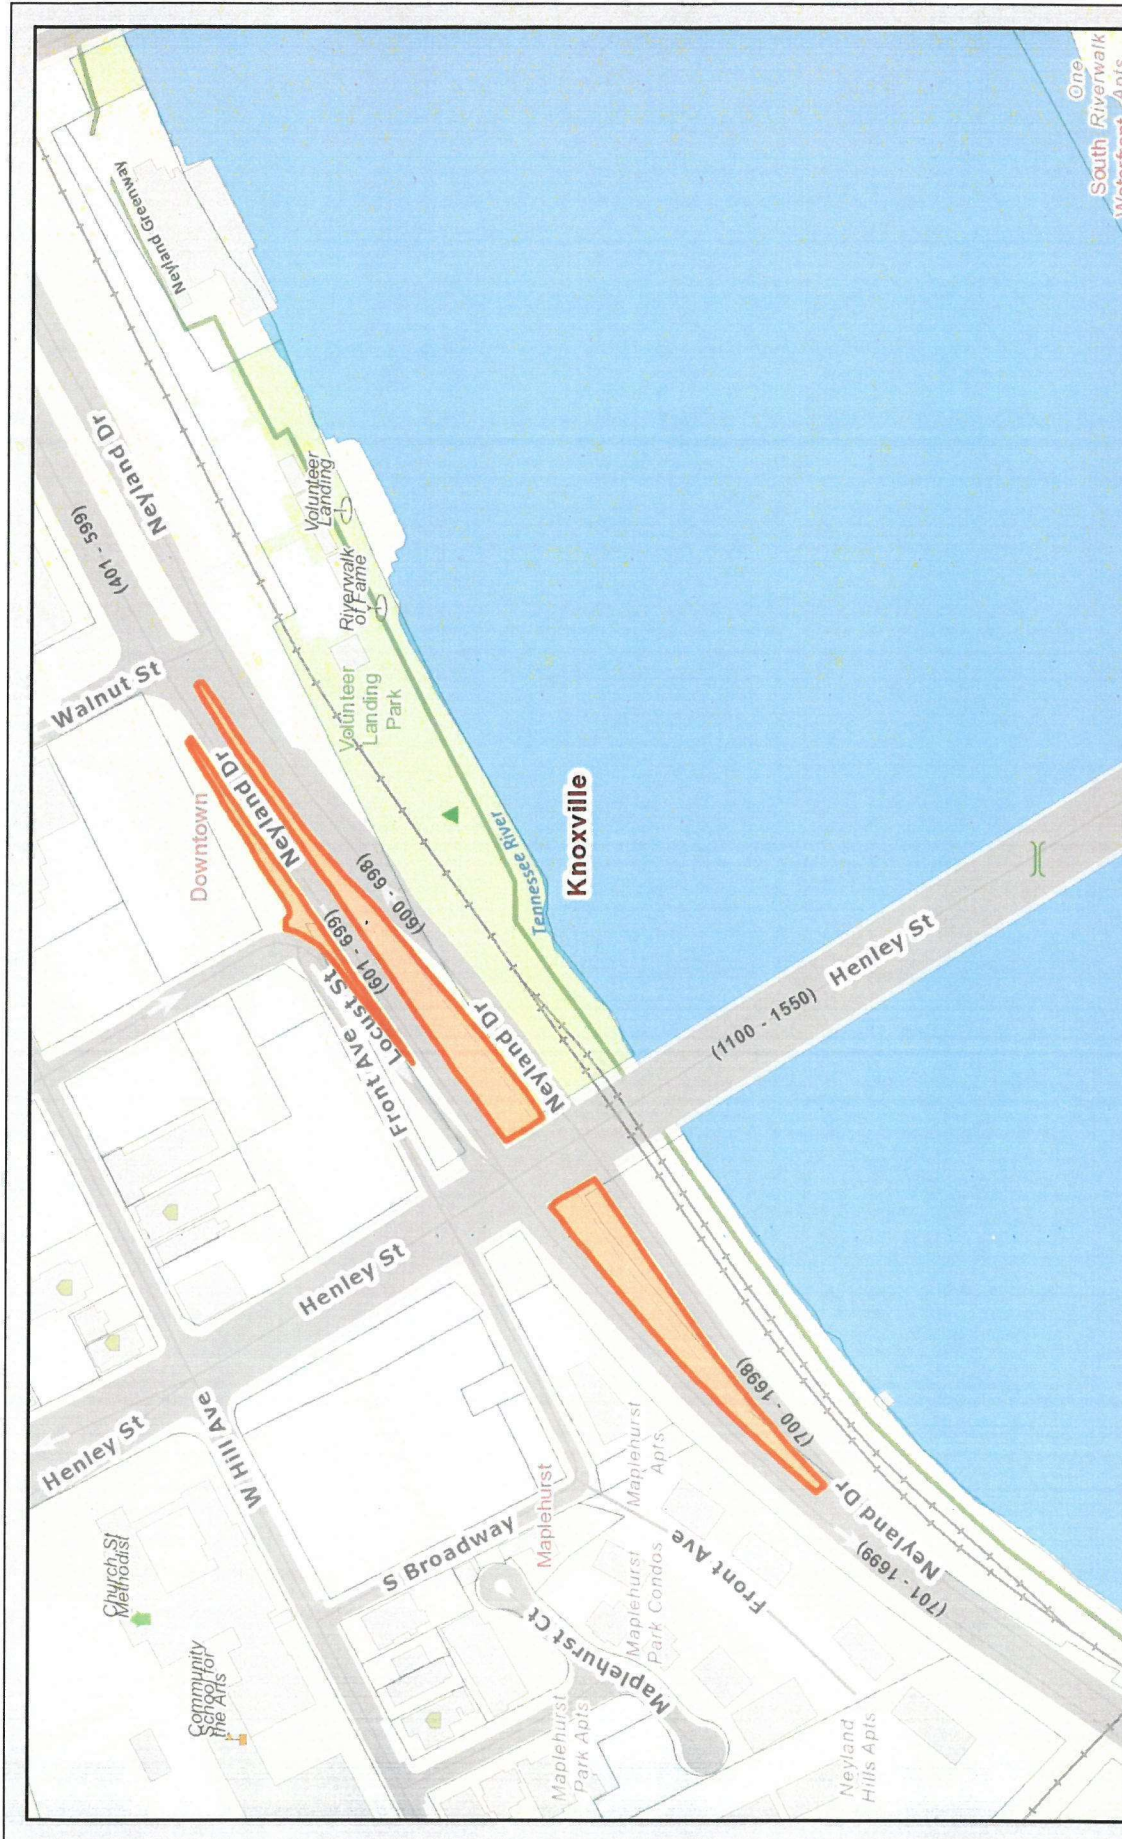 Church St
Methodist
Community
School for
the Arts
Henley St
W Hill Ave
Henley St
S Broadway
Maplehurst
Maplehurst Ct
Maplehurst
Park Apts
Maplehurst
Park Condos
Maplehurst
Apts
Front Ave
Neyland
Hills Apts
(701 - 1699)
Neyland Dr
(700 - 1698)
Walnut St
Downtown
Front Ave
Locust St
(601 - 699)
Neyland Dr
(600 - 698)
Neyland Dr
(401 - 599)
Neyland Dr
Neyland Greenway
Volunteer
Landing
Riverwalk
of Fame
Volunteer
Landing
Park
Tennessee River
Knoxville
(1100 - 1550)
Henley St
One
Riverwalk
Apts
South
Waterfront